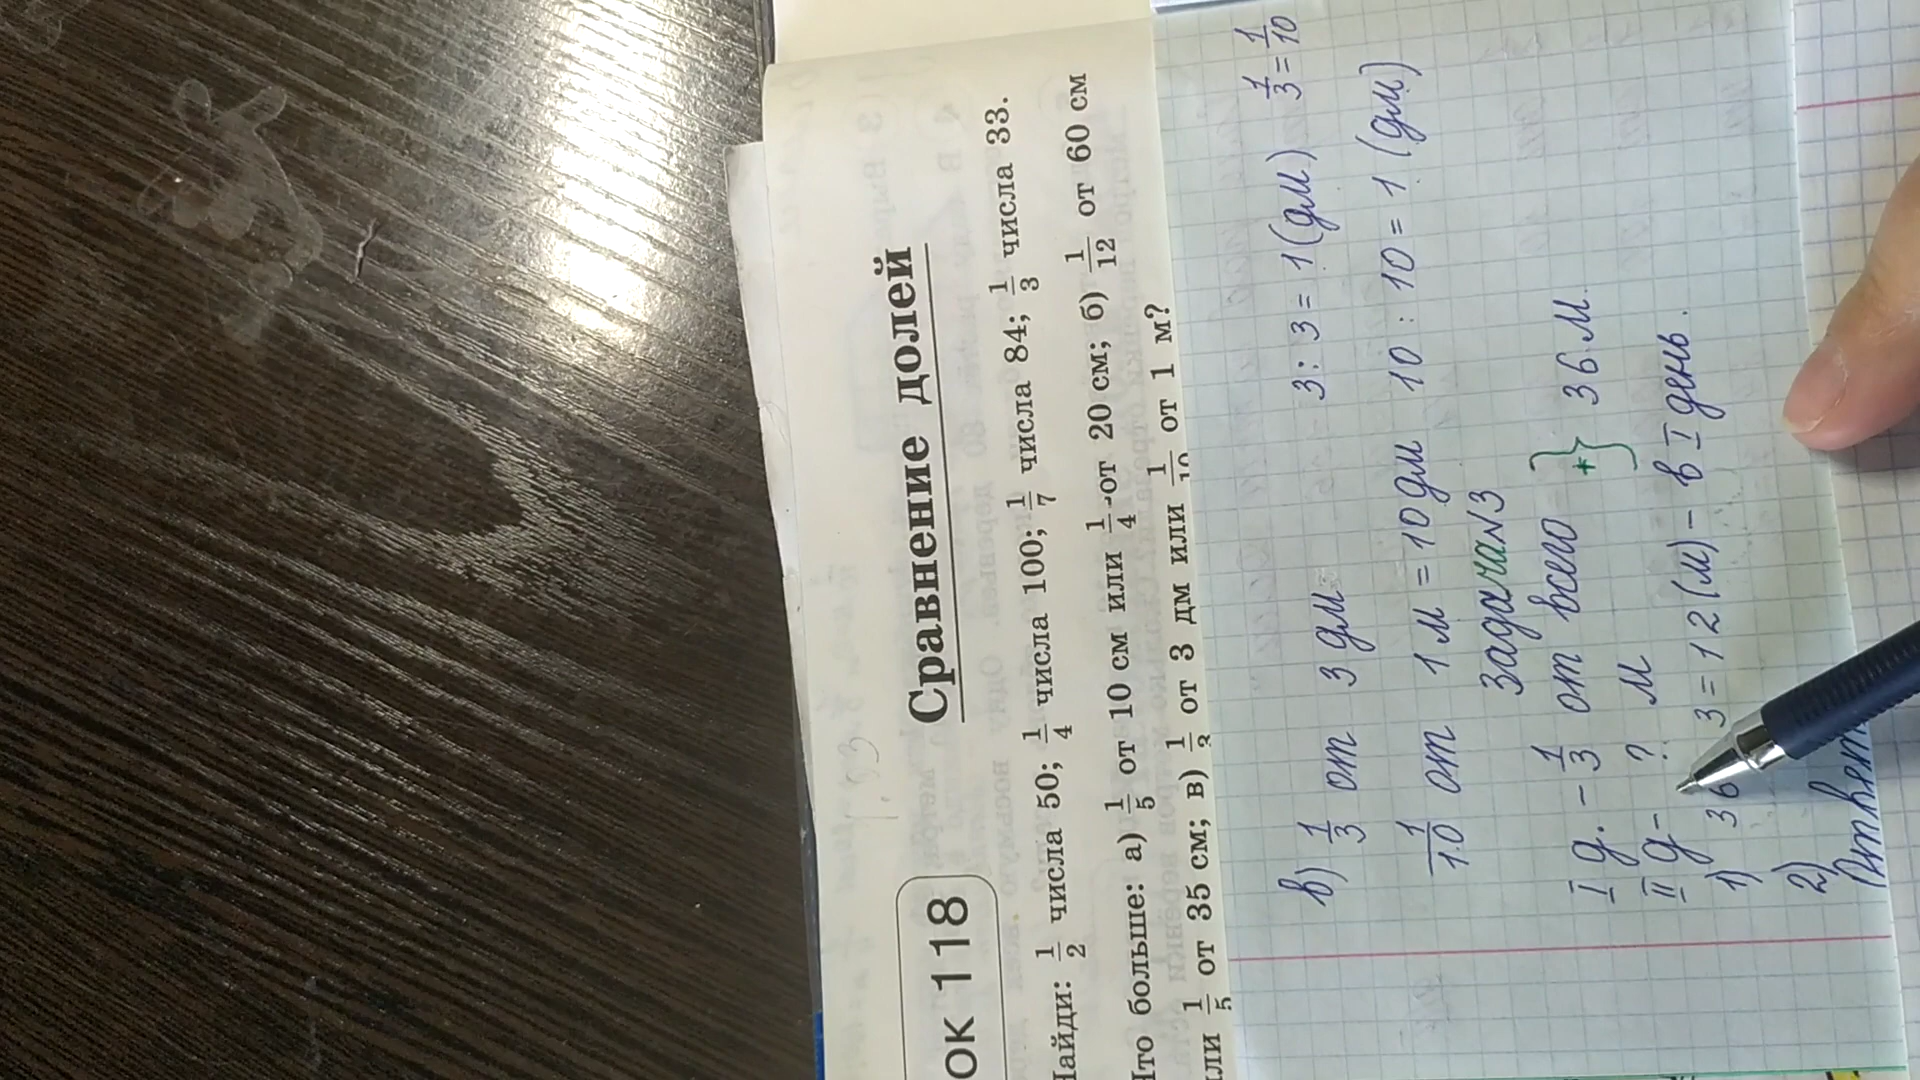 ок 118
Сравнение долей
Найди: 1/2 числа 50; 1/4 числа 100; 1/7 числа 84; 1/3 числа 33.
Что больше: а) 1/5 от 10 см или 1/4 от 20 см; б) 1/12 от 60 см
или 1/5 от 35 см; в) 1/3 от 3 дм или 1/10 от 1 м?
в) 1/3 от 3 дм 3 : 3 = 1 (дм) 1/3 = 1/10
1/10 от 1 м = 10 дм 10 : 10 = 1 (дм)
Задача №3
I д. - 1/3 от всего + } 36 м.
II д - ? м
1) 36 3 = 12 (м) - в I день.
2)
Ответ